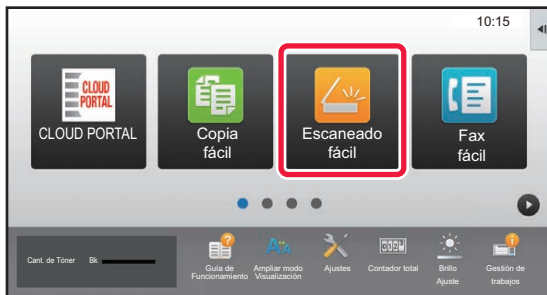 10:15
CLOUD
PORTAL
CLOUD PORTAL
Copia
fácil
Escaneado
fácil
Fax
fácil
Cant. de Tóner Bk
Guía de
Funcionamiento
Ampliar modo
Visualización
Ajustes
Contador total
Brillo
Ajuste
Gestión de
trabajos